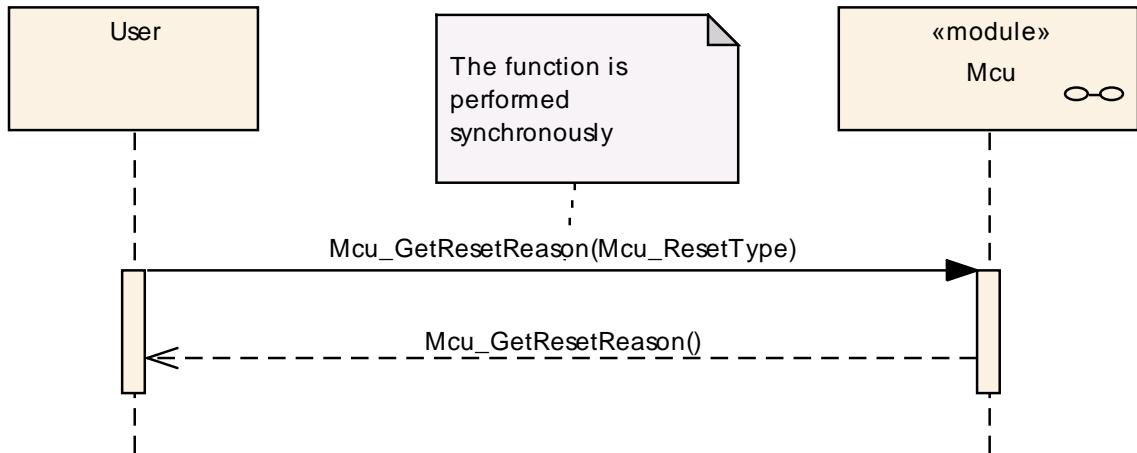 User
The function is
performed
synchronously
«module»
Mcu
Mcu_GetResetReason(Mcu_ResetType)
Mcu_GetResetReason()